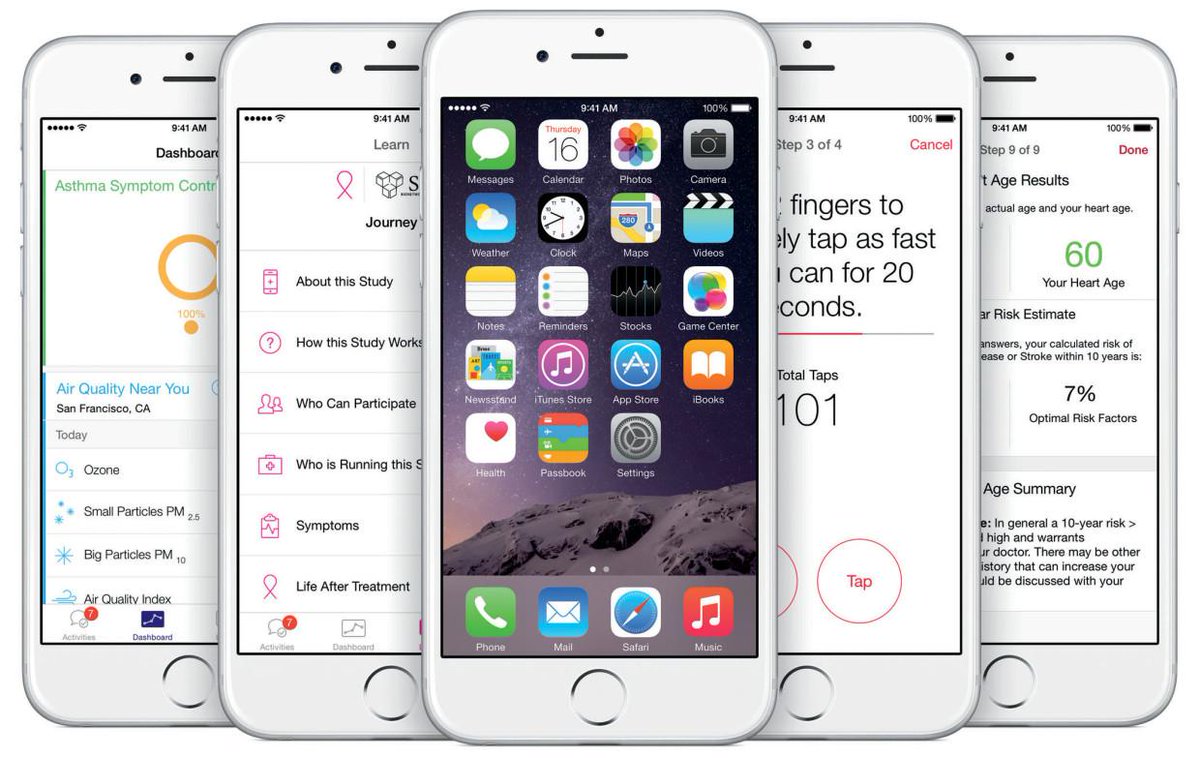 9:41 AM
Dashboard
Asthma Symptom Contr
100%
Air Quality Near You
San Francisco, CA
Today
O3
Ozone
Small Particles PM 2.5
Big Particles PM 10
Air Quality Index
7
Activities
Dashboard
9:41 AM
Learn
Journey
About this Study
?
How this Study Works
Who Can Participate
Who is Running this S
Symptoms
Life After Treatment
7
Activities
Dashboard
9:41 AM
100%
Thursday
16
Messages
Calendar
Photos
Camera
280
Weather
Clock
Maps
Videos
Notes
Reminders
Stocks
Game Center
Newsstand
iTunes Store
App Store
iBooks
Health
Passbook
Settings
Phone
Mail
Safari
Music
9:41 AM
100%
Step 3 of 4
Cancel
fingers to
ely tap as fast
can for 20
conds.
Total Taps
101
Tap
9:41 AM
100%
Step 9 of 9
Done
t Age Results
actual age and your heart age.
60
Your Heart Age
ar Risk Estimate
answers, your calculated risk of
ease or Stroke within 10 years is:
7%
Optimal Risk Factors
Age Summary
e: In general a 10-year risk >
d high and warrants
ur doctor. There may be other
istory that can increase your
uld be discussed with your